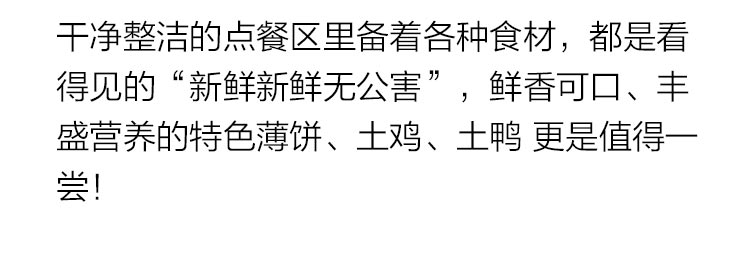 干净整洁的点餐区里备着各种食材，都是看
得见的“新鲜新鲜无公害”，鲜香可口、丰
盛营养的特色薄饼、土鸡、土鸭 更是值得一
尝！